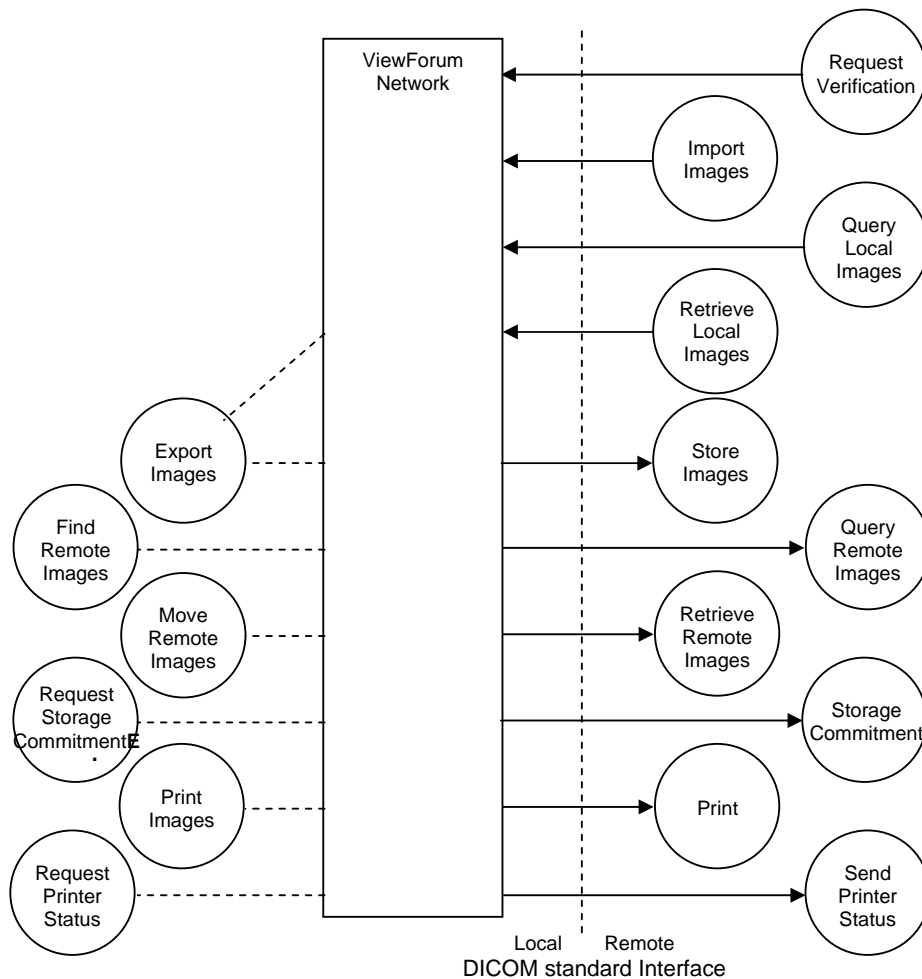 ViewForum
Network
Request
Verification
Import
Images
Query
Local
Images
Retrieve
Local
Images
Export
Images
Store
Images
Find
Remote
Images
Query
Remote
Images
Move
Remote
Images
Retrieve
Remote
Images
Request
Storage
CommitmentE
.
Storage
Commitment
Print
Images
Print
Request
Printer
Status
Send
Printer
Status
Local Remote
DICOM standard Interface